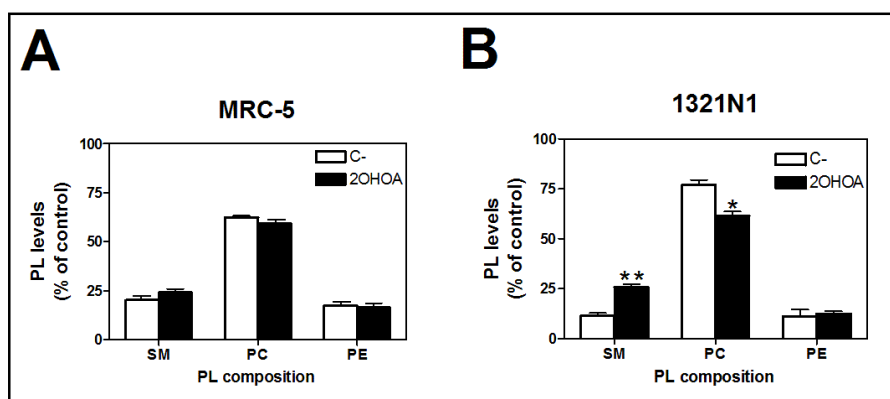 A
MRC-5
PL levels
(% of control)
100
75
50
25
0
C-
2OHOA
SM PC PE
PL composition
B
1321N1
PL levels
(% of control)
100
75
50
25
0
C-
2OHOA
**
*
SM PC PE
PL composition